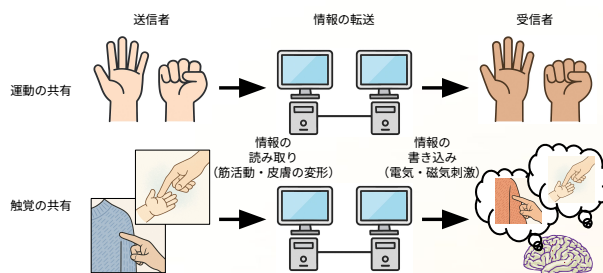 送信者
情報の転送
受信者
運動の共有
情報の
読み取り
（筋活動・皮膚の変形）
情報の
書き込み
（電気・磁気刺激）
触覚の共有